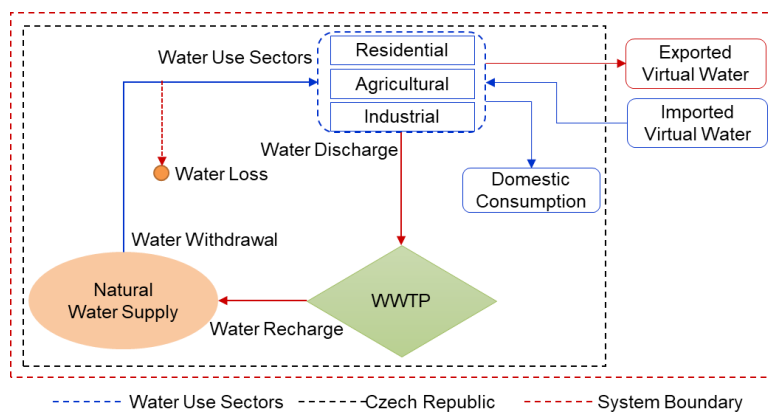 Residential
Water Use Sectors
Agricultural
Industrial
Exported
Virtual Water
Imported
Virtual Water
Water Discharge
Water Loss
Domestic
Consumption
Water Withdrawal
Natural
Water Supply
WWTP
Water Recharge
Water Use Sectors
Czech Republic
System Boundary